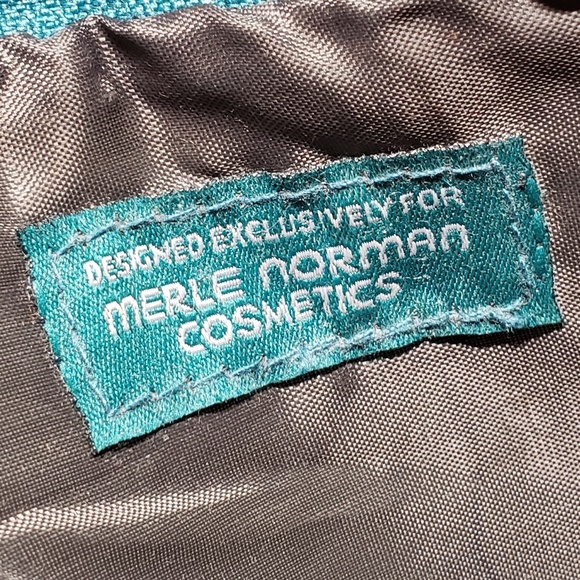 DESIGNED EXCLUSIVELY FOR
MERLE NORMAN
COSMETICS